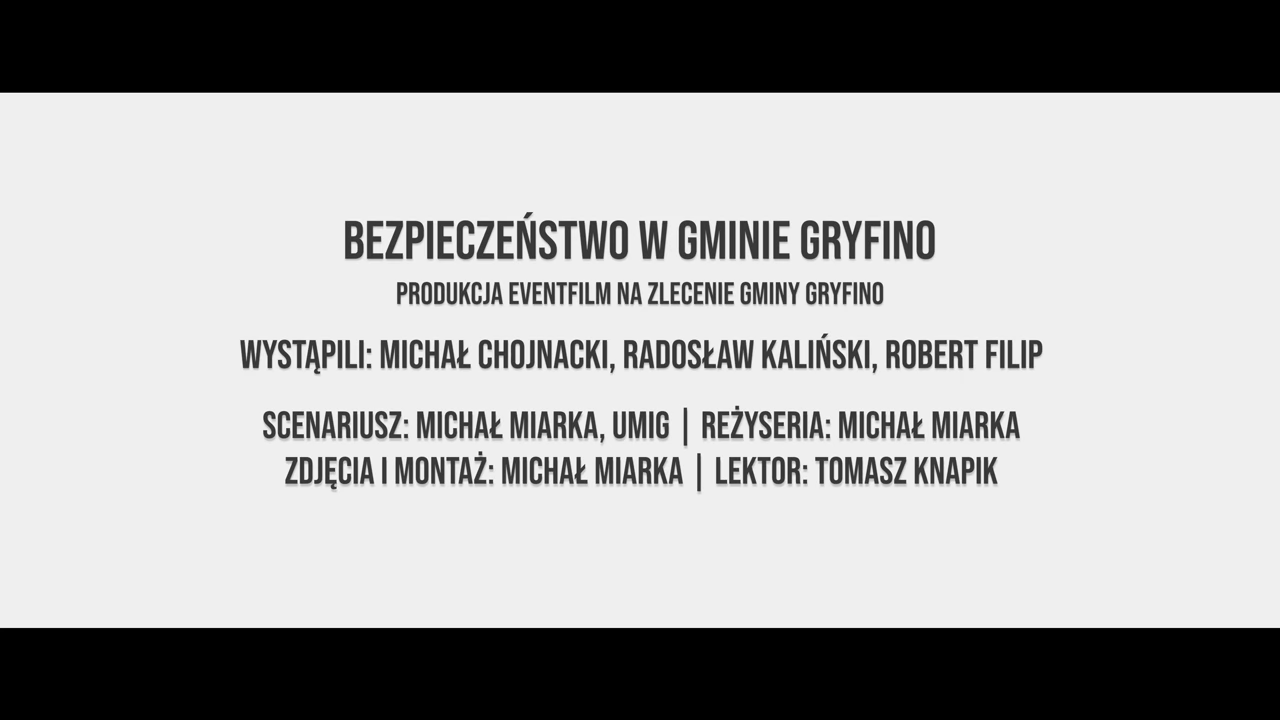 BEZPIECZEŃSTWO W GMINIE GRYFINO
PRODUKCJA EVENTFILM NA ZLECENIE GMINY GRYFINO
WYSTĄPILI: MICHAŁ CHOJNACKI, RADOSŁAW KALIŃSKI, ROBERT FILIP
SCENARIUSZ: MICHAŁ MIARKA, UMIG | REŻYSERIA: MICHAŁ MIARKA
ZDJĘCIA I MONTAŻ: MICHAŁ MIARKA | LEKTOR: TOMASZ KNAPIK